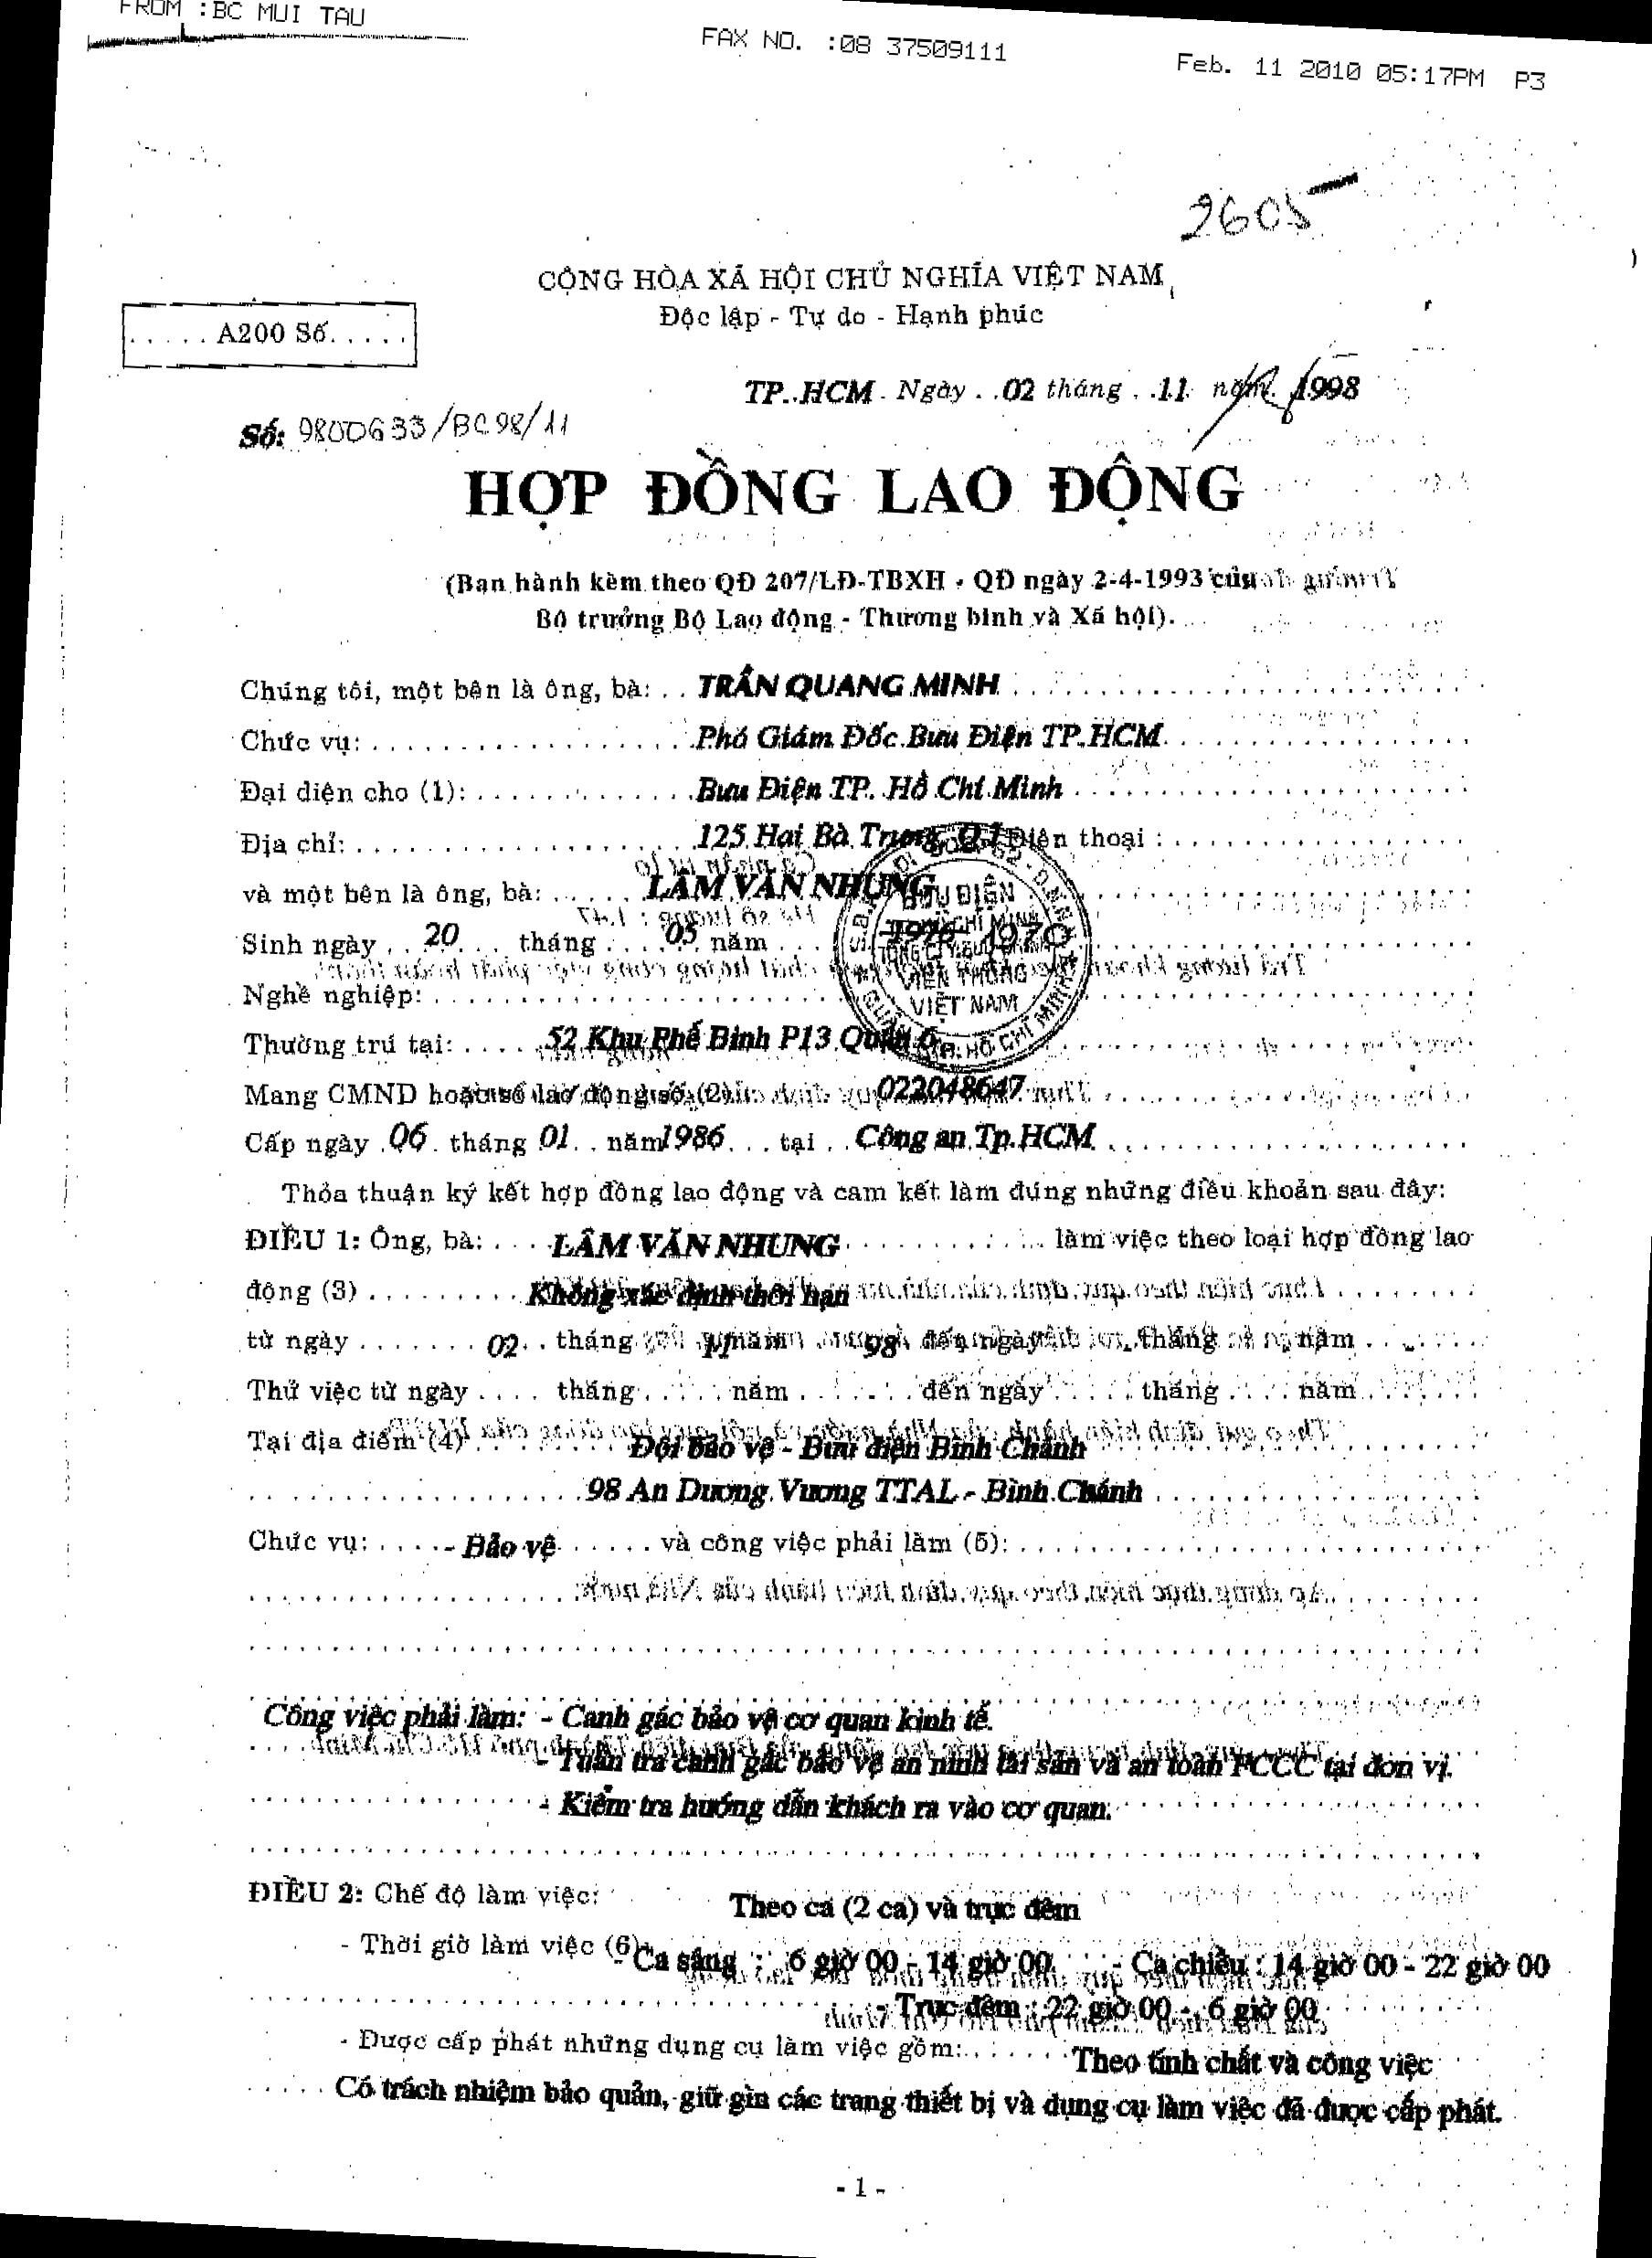 FROM :BC MUI TAU
FAX NO. :08 37509111
Feb. 11 2010 05:17PM P3
2605
CỘNG HÒA XÃ HỘI CHỦ NGHĨA VIỆT NAM
Độc lập - Tự do - Hạnh phúc
..... A200 Số.....
TP.HCM. Ngày ..02 tháng ..11. năm. 1998
Số: 9800633/BC98/11
HỢP ĐỒNG LAO ĐỘNG
(Ban hành kèm theo QĐ 207/LĐ-TBXH - QĐ ngày 2-4-1993 của
Bộ trưởng Bộ Lao động - Thương binh và Xã hội).
Chúng tôi, một bên là ông, bà: .. TRẦN QUANG MINH
Chức vụ: Phó Giám Đốc Bưu Điện TP.HCM
Đại diện cho (1): Bưu Điện TP. Hồ Chí Minh
Địa chỉ: 125 Hai Bà Trưng Q1 Điện thoại :
và một bên là ông, bà: LÂM VĂN NHUNG
BƯU ĐIỆN
TP. HỒ CHÍ MINH
TỔNG CTY BƯU CHÍNH
VIỄN THÔNG
VIỆT NAM
Sinh ngày 20 tháng 05 năm 1970
Nghề nghiệp:
Thường trú tại: 52 Khu Phố Bình P13 Quận 6
Mang CMND hoặc số lao động số (2) 022048647
Cấp ngày 06 tháng 01 năm 1986 tại Công an Tp.HCM
Thỏa thuận ký kết hợp đồng lao động và cam kết làm đúng những điều khoản sau đây:
ĐIỀU 1: Ông, bà: LÂM VĂN NHUNG làm việc theo loại hợp đồng lao
động (3) Không xác định thời hạn
từ ngày 02 tháng 11 năm 98 đến ngày tháng năm
Thử việc từ ngày tháng năm đến ngày tháng năm
Tại địa điểm (4) Đội bảo vệ - Bưu điện Bình Chánh
98 An Dương Vương TTAL - Bình Chánh
Chức vụ: - Bảo vệ và công việc phải làm (5):
Công việc phải làm: - Canh gác bảo vệ cơ quan kinh tế.
- Tuần tra canh gác bảo vệ an ninh tài sản và an toàn PCCC tại đơn vị.
- Kiểm tra hướng dẫn khách ra vào cơ quan.
ĐIỀU 2: Chế độ làm việc: Theo ca (2 ca) và trực đêm
- Thời giờ làm việc (6) - Ca sáng : 6 giờ 00 - 14 giờ 00 - Ca chiều : 14 giờ 00 - 22 giờ 00
- Trực đêm : 22 giờ 00 - 6 giờ 00
- Được cấp phát những dụng cụ làm việc gồm: Theo tính chất và công việc
Có trách nhiệm bảo quản, giữ gìn các trang thiết bị và dụng cụ làm việc đã được cấp phát.
- 1 -